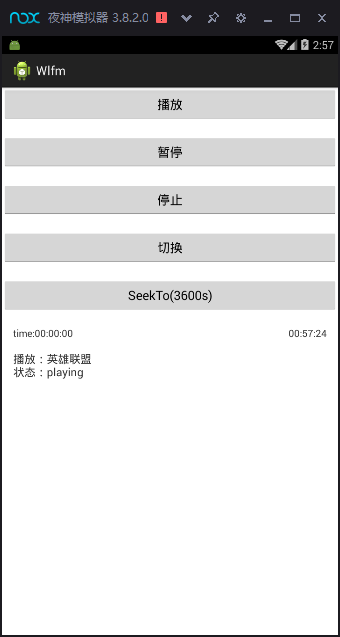 nox 夜神模拟器 3.8.2.0
2:57
Wlfm
播放
暂停
停止
切换
SeekTo(3600s)
time:00:00:00 00:57:24
播放：英雄联盟
状态：playing